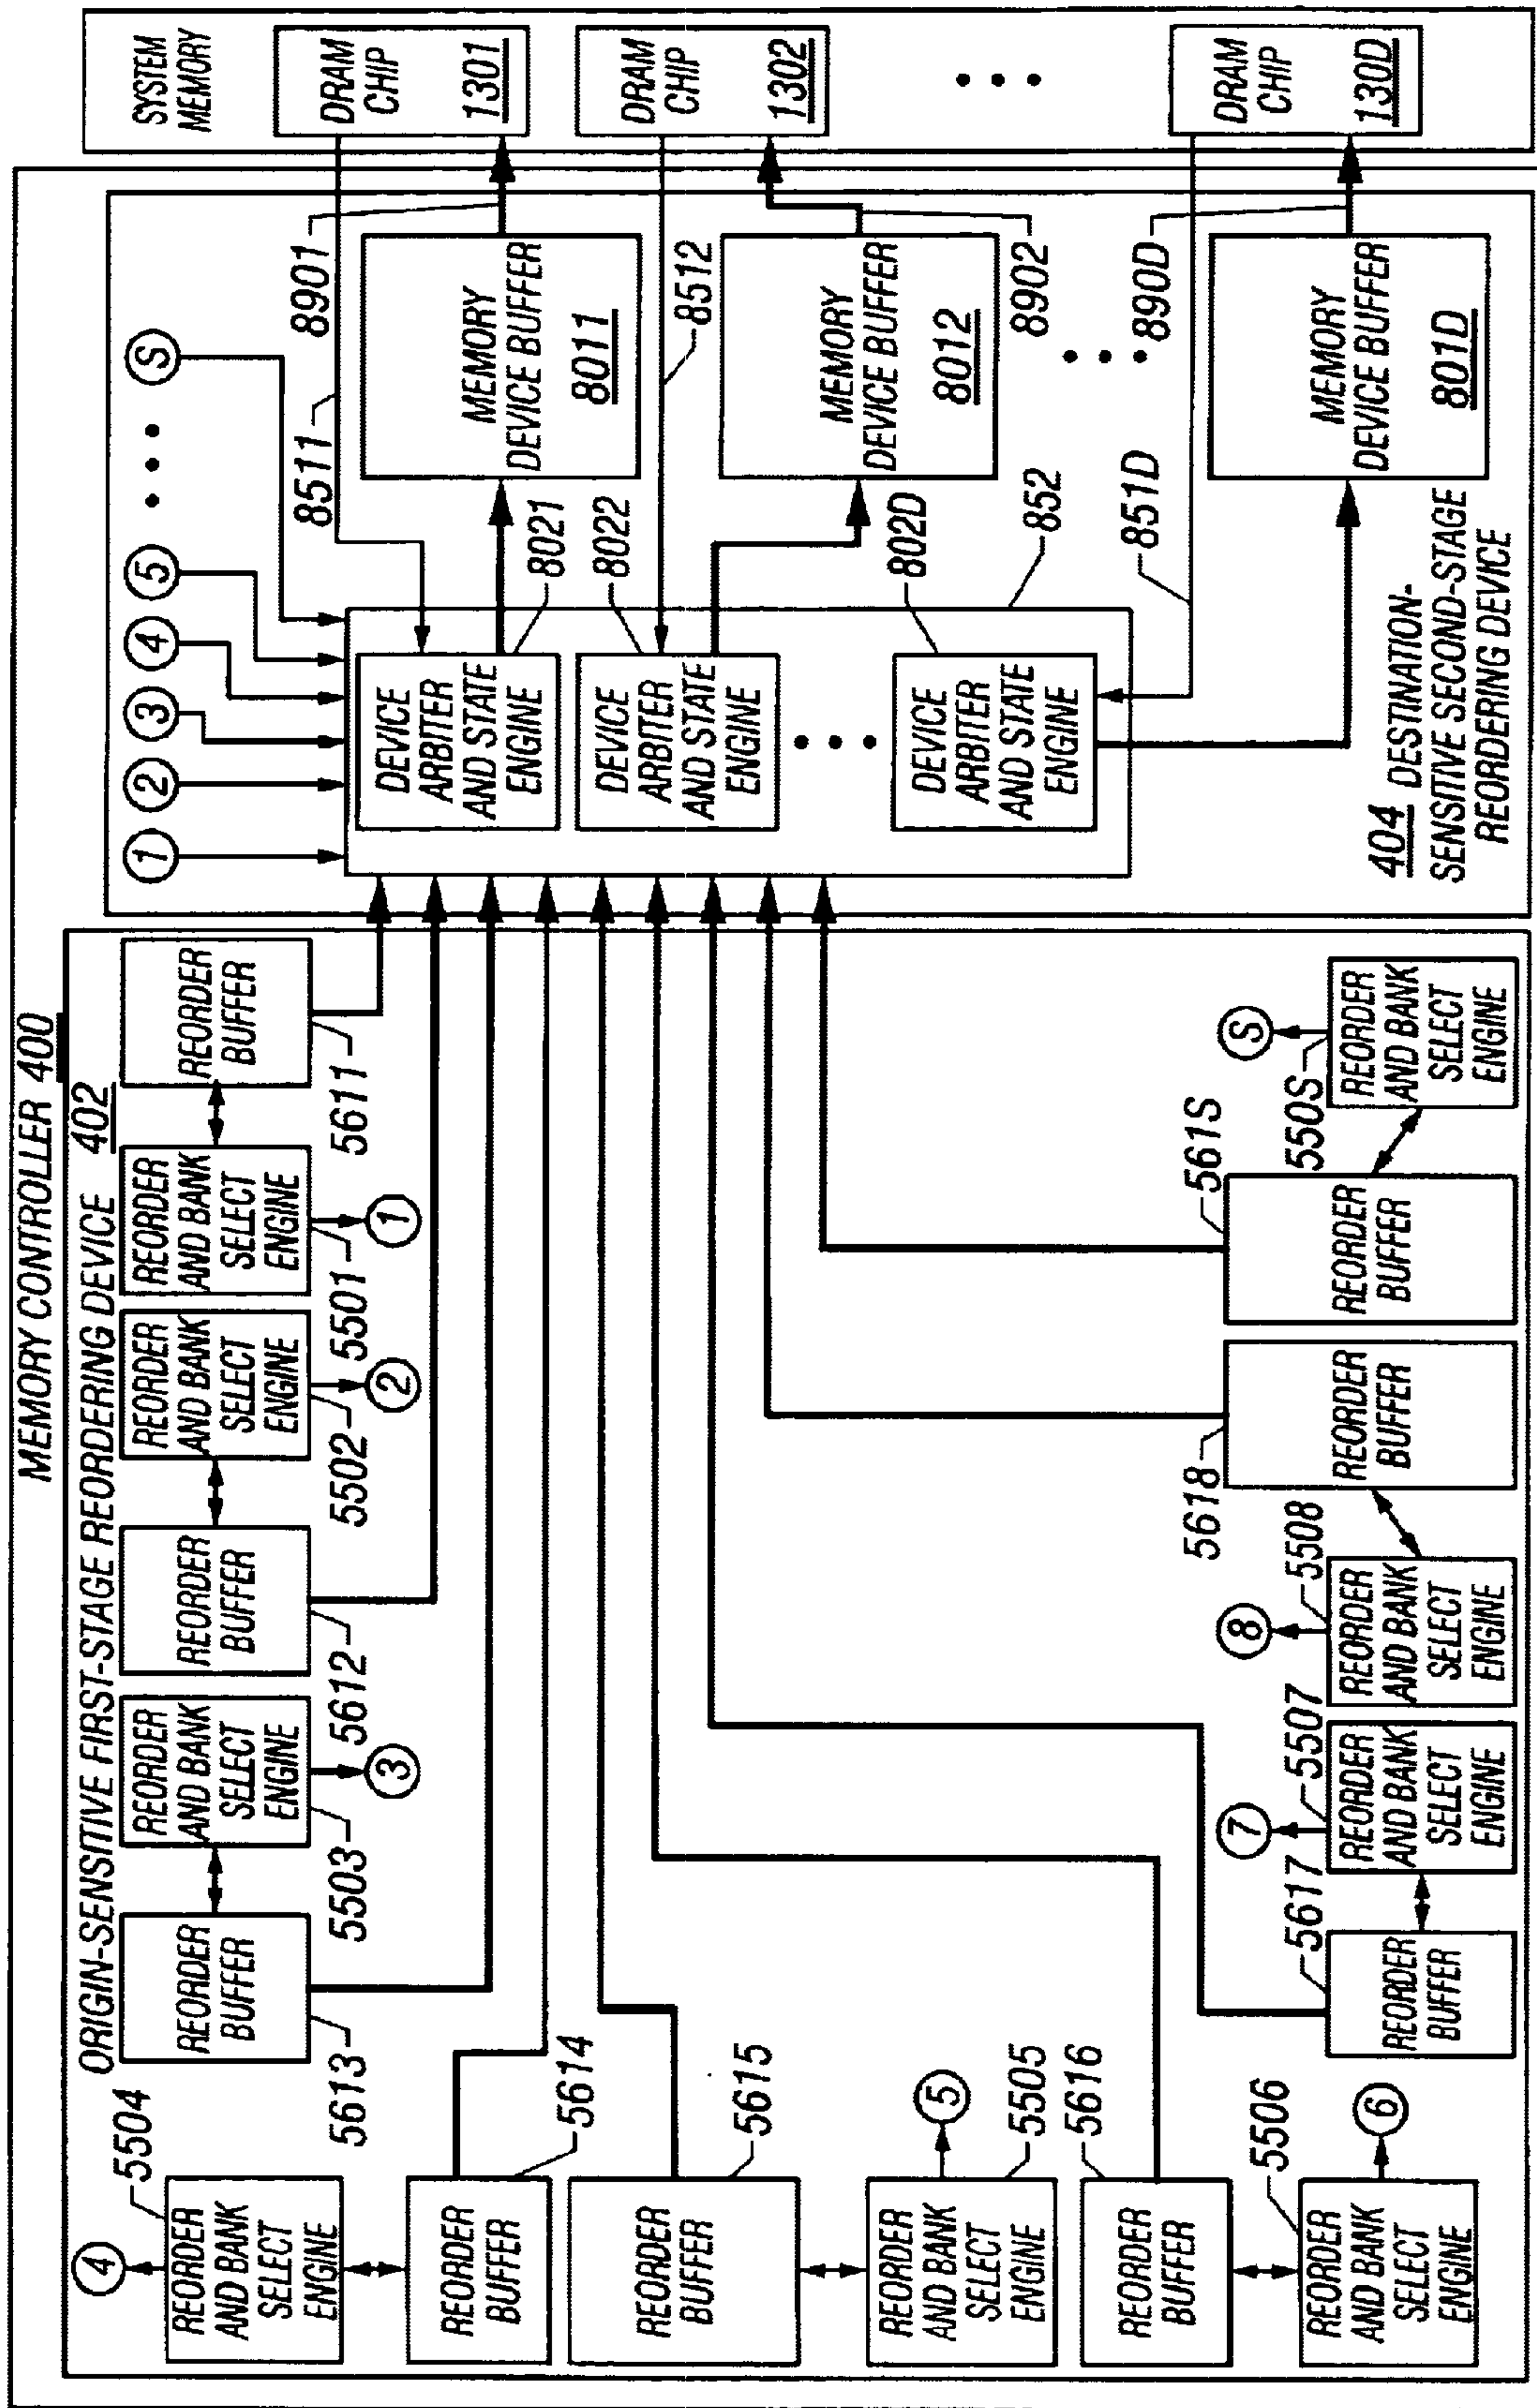 MEMORY CONTROLLER 400
ORIGIN-SENSITIVE FIRST-STAGE REORDERING DEVICE 402
4
5504
REORDER
AND BANK
SELECT
ENGINE
REORDER
BUFFER
5614
REORDER
BUFFER
5615
REORDER
AND BANK
SELECT
ENGINE
5
5505
REORDER
BUFFER
5616
REORDER
AND BANK
SELECT
ENGINE
5506
6
REORDER
BUFFER
5613
REORDER
AND BANK
SELECT
ENGINE
5503
3
REORDER
BUFFER
5612
REORDER
AND BANK
SELECT
ENGINE
5502
2
REORDER
AND BANK
SELECT
ENGINE
5501
1
REORDER
BUFFER
5611
5617
REORDER
BUFFER
7
5507
REORDER
AND BANK
SELECT
ENGINE
8
5508
REORDER
AND BANK
SELECT
ENGINE
5618
REORDER
BUFFER
561S
REORDER
BUFFER
S
550S
REORDER
AND BANK
SELECT
ENGINE
1
2
3
4
5
• • •
S
DEVICE
ARBITER
AND STATE
ENGINE
8021
DEVICE
ARBITER
AND STATE
ENGINE
8022
• • •
DEVICE
ARBITER
AND STATE
ENGINE
802D
852
8511
8901
MEMORY
DEVICE BUFFER
8011
8512
MEMORY
DEVICE BUFFER
8012
8902
• • •
851D
890D
MEMORY
DEVICE BUFFER
801D
404 DESTINATION-
SENSITIVE SECOND-STAGE
REORDERING DEVICE
SYSTEM
MEMORY
DRAM
CHIP
1301
DRAM
CHIP
1302
• • •
DRAM
CHIP
130D